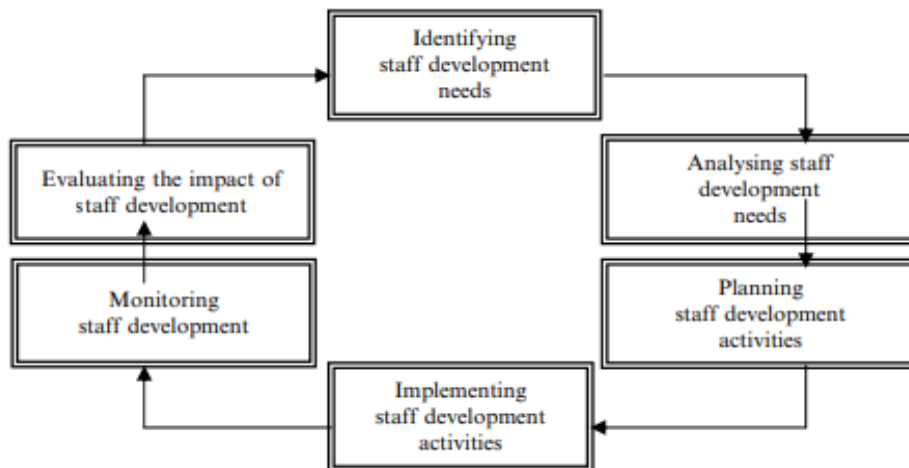 Identifying
staff development
needs
Analysing staff
development
needs
Planning
staff development
activities
Implementing
staff development
activities
Monitoring
staff development
Evaluating the impact of
staff development